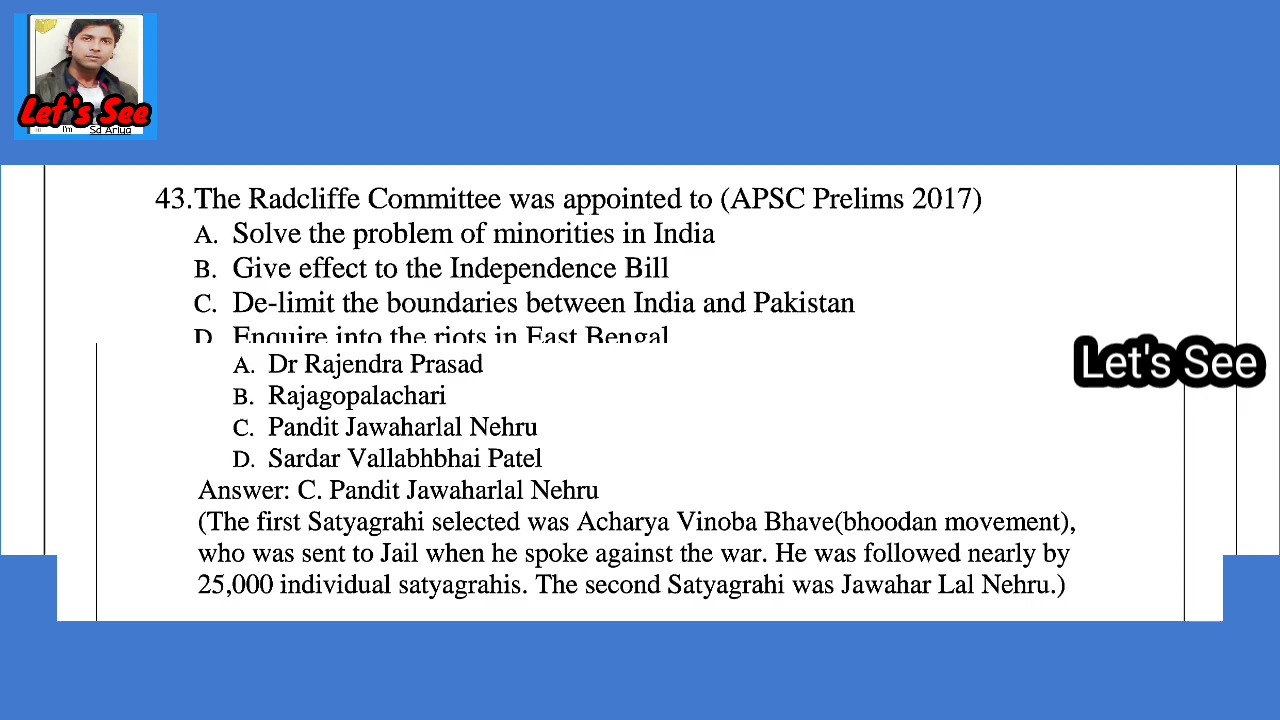 Let's See
I'm Sd Ariya
43.The Radcliffe Committee was appointed to (APSC Prelims 2017)
A. Solve the problem of minorities in India
B. Give effect to the Independence Bill
C. De-limit the boundaries between India and Pakistan
D. Enquire into the riots in East Bengal
Let's See
A. Dr Rajendra Prasad
B. Rajagopalachari
C. Pandit Jawaharlal Nehru
D. Sardar Vallabhbhai Patel
Answer: C. Pandit Jawaharlal Nehru
(The first Satyagrahi selected was Acharya Vinoba Bhave(bhoodan movement),
who was sent to Jail when he spoke against the war. He was followed nearly by
25,000 individual satyagrahis. The second Satyagrahi was Jawahar Lal Nehru.)